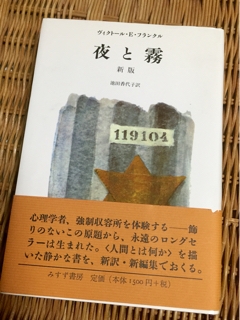 ヴィクトール・E・フランクル
夜と霧
新版
池田香代子訳
119104
心理学者、強制収容所を体験する――飾
りのないこの原題から、永遠のロングセ
ラーは生まれた。〈人間とは何か〉を描
いた静かな書を、新訳・新編集でおくる。
みすず書房 定価(本体1500円+税)